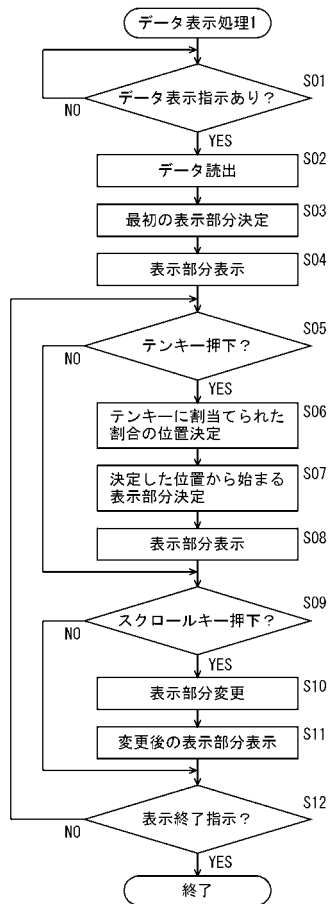 データ表示処理1
S01
データ表示指示あり?
NO
YES
S02
データ読出
S03
最初の表示部分決定
S04
表示部分表示
S05
テンキー押下?
NO
YES
S06
テンキーに割当てられた
割合の位置決定
S07
決定した位置から始まる
表示部分決定
S08
表示部分表示
S09
スクロールキー押下?
NO
YES
S10
表示部分変更
S11
変更後の表示部分表示
S12
表示終了指示?
NO
YES
終了